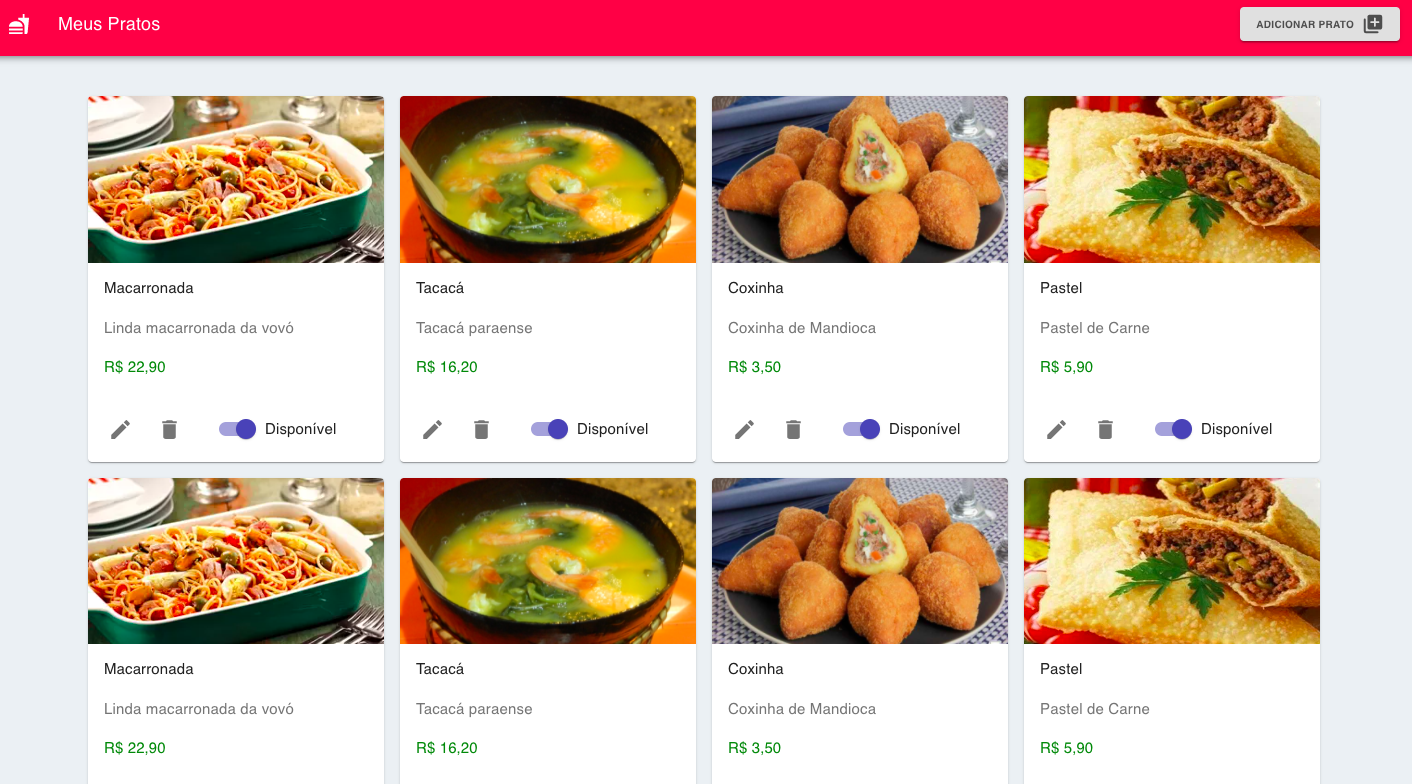 Meus Pratos
ADICIONAR PRATO
Macarronada
Linda macarronada da vovó
R$ 22,90
Disponível
Tacacá
Tacacá paraense
R$ 16,20
Disponível
Coxinha
Coxinha de Mandioca
R$ 3,50
Disponível
Pastel
Pastel de Carne
R$ 5,90
Disponível
Macarronada
Linda macarronada da vovó
R$ 22,90
Tacacá
Tacacá paraense
R$ 16,20
Coxinha
Coxinha de Mandioca
R$ 3,50
Pastel
Pastel de Carne
R$ 5,90